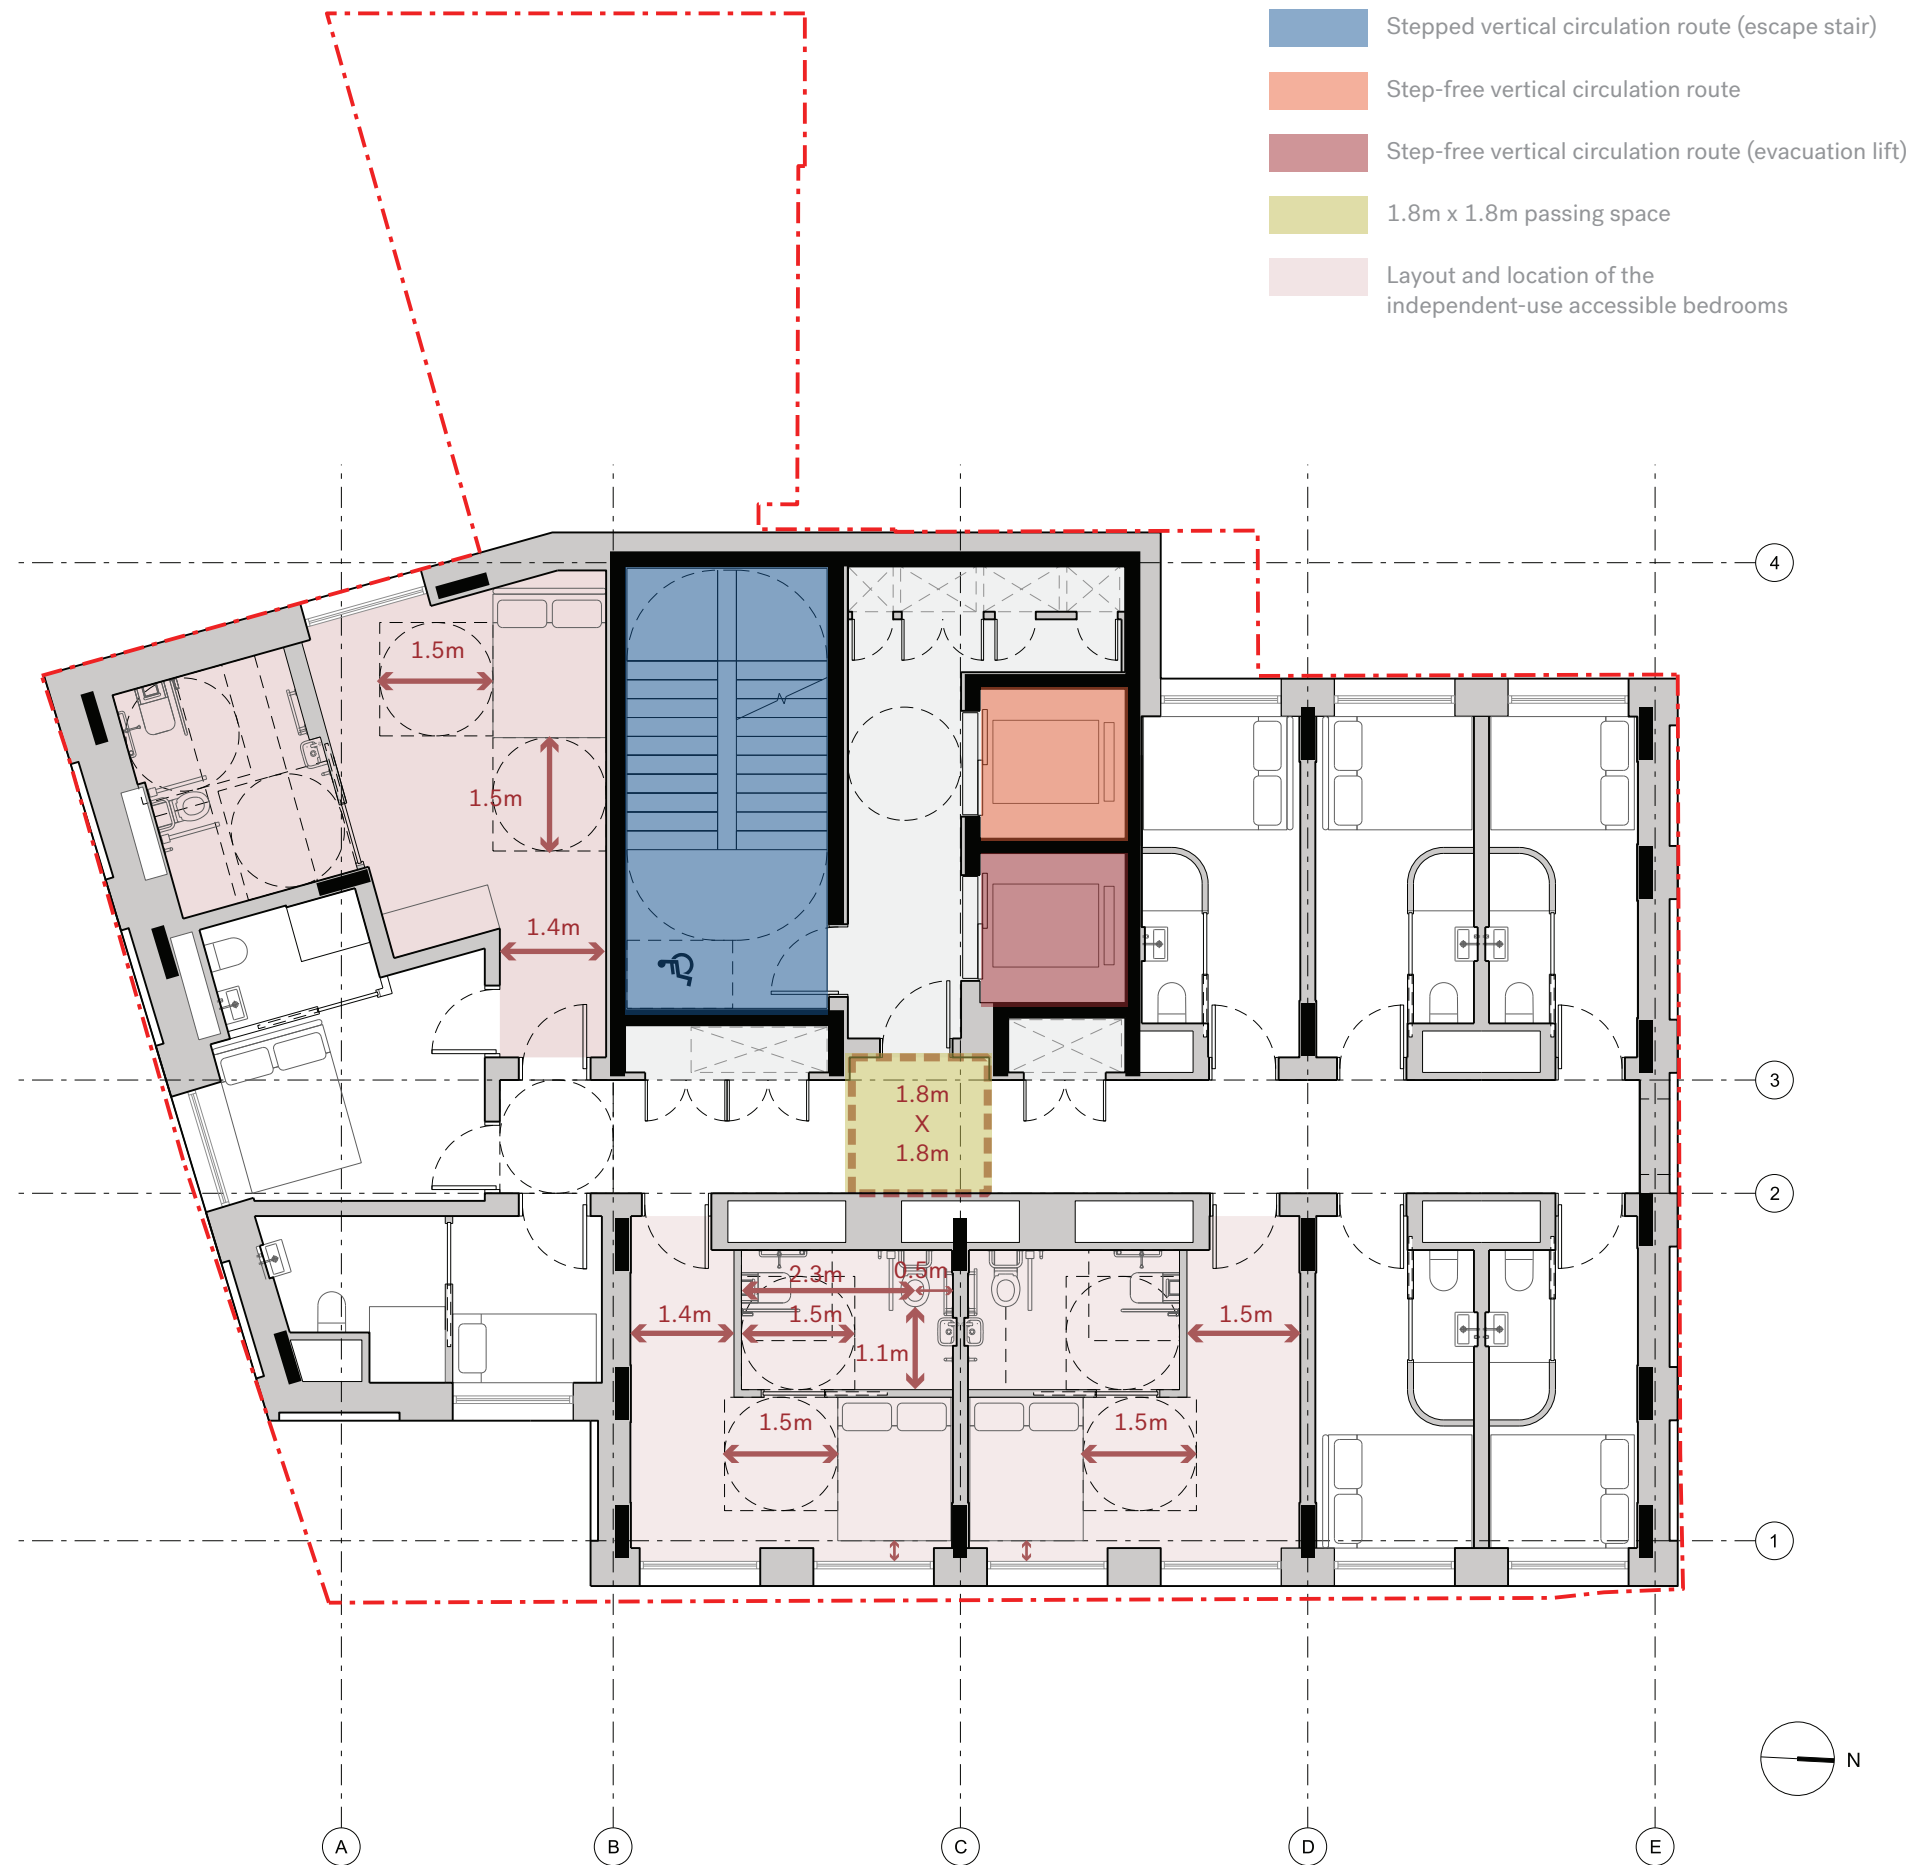 Stepped vertical circulation route (escape stair)
Step-free vertical circulation route
Step-free vertical circulation route (evacuation lift)
1.8m x 1.8m passing space
Layout and location of the
independent-use accessible bedrooms
4
1.5m
1.5m
1.4m
3
1.8m
X
1.8m
2
2.3m
0.5m
1.4m
1.5m
1.5m
1.1m
1.5m
1.5m
1
N
A
B
C
D
E